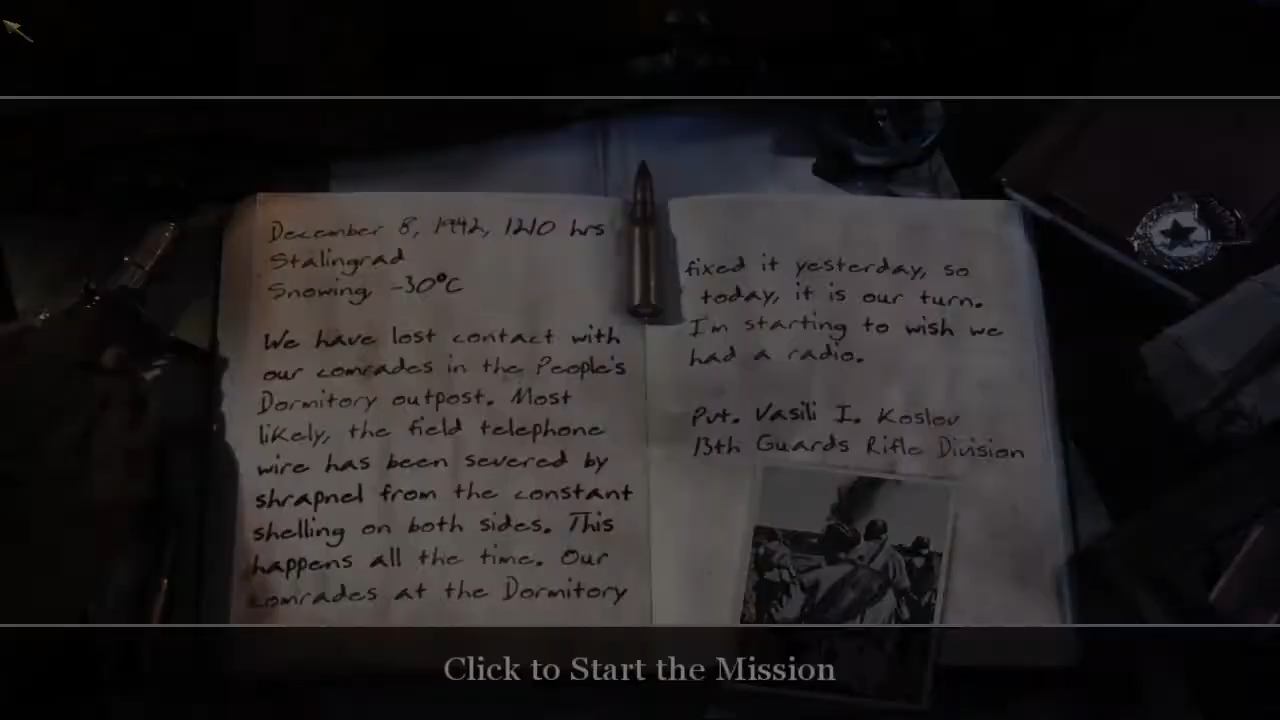 December 8, 1942, 1210 hrs
Stalingrad
Snowing, -30°C
We have lost contact with
our comrades in the People's
Dormitory outpost. Most
likely, the field telephone
wire has been severed by
shrapnel from the constant
shelling on both sides. This
happens all the time. Our
comrades at the Dormitory
fixed it yesterday, so
today, it is our turn.
I'm starting to wish we
had a radio.
Pvt. Vasili I. Koslov
13th Guards Rifle Division
Click to Start the Mission